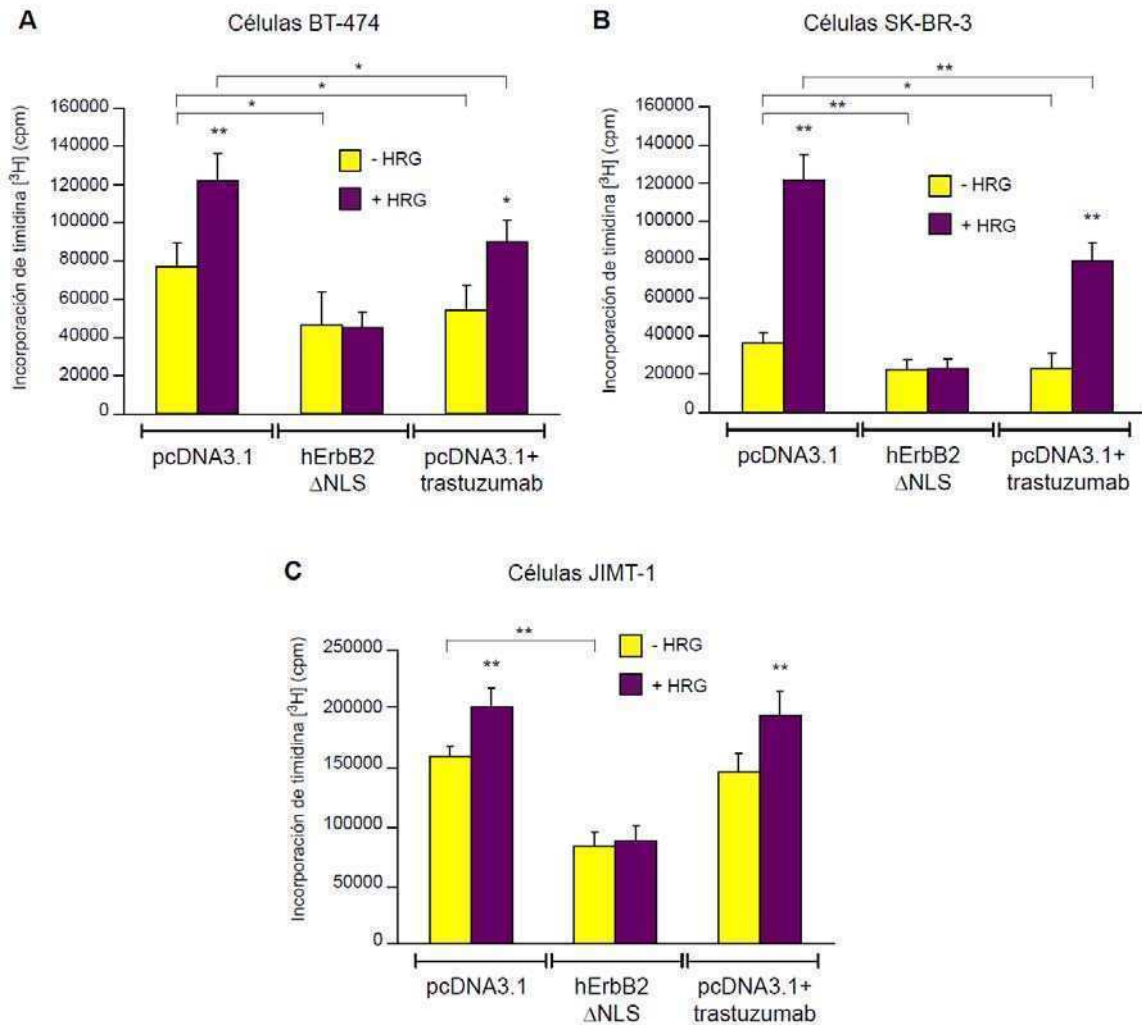 A
Células BT-474
*
*
*
**
*
Incorporación de timidina [³H] (cpm)
160000
140000
120000
100000
80000
60000
40000
20000
0
- HRG
+ HRG
pcDNA3.1
hErbB2
ΔNLS
pcDNA3.1+
trastuzumab
B
Células SK-BR-3
**
*
**
**
**
Incorporación de timidina [³H] (cpm)
160000
140000
120000
100000
80000
60000
40000
20000
0
- HRG
+ HRG
pcDNA3.1
hErbB2
ΔNLS
pcDNA3.1+
trastuzumab
C
Células JIMT-1
**
**
**
Incorporación de timidina [³H] (cpm)
250000
200000
150000
100000
50000
0
- HRG
+ HRG
pcDNA3.1
hErbB2
ΔNLS
pcDNA3.1+
trastuzumab